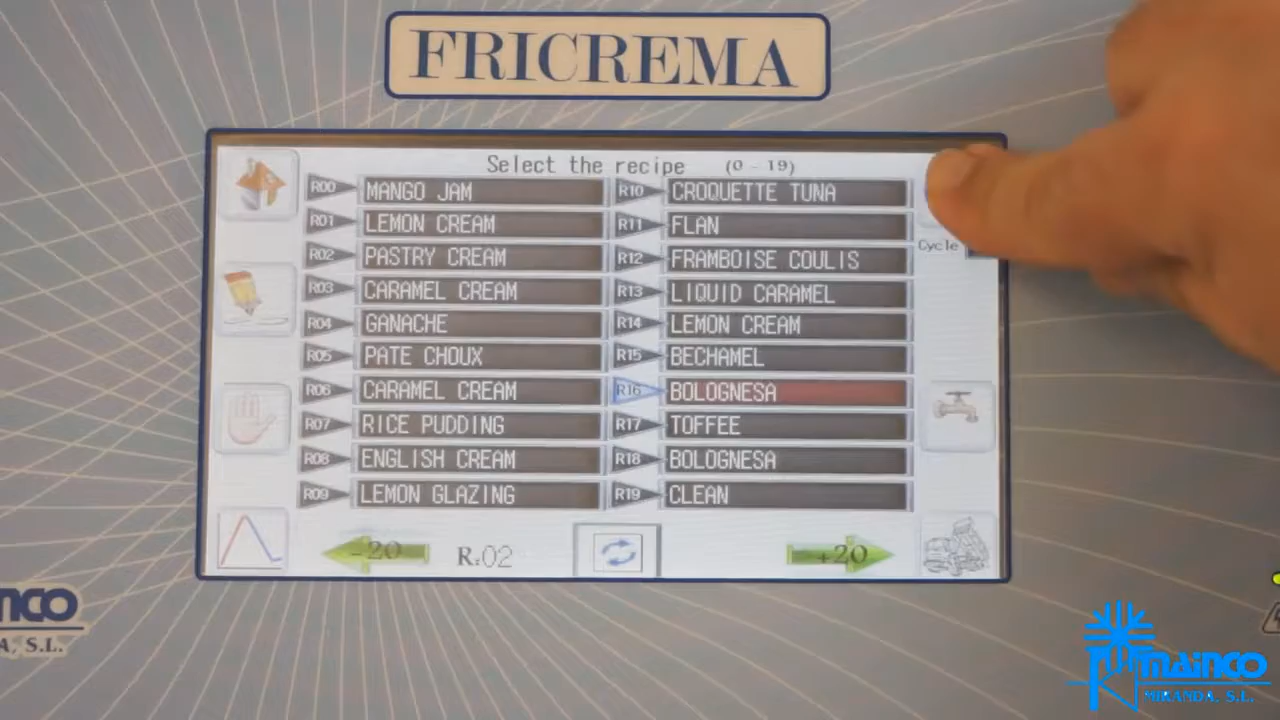 FRICREMA
Select the recipe (0 - 19)
R00 MANGO JAM
R01 LEMON CREAM
R02 PASTRY CREAM
R03 CARAMEL CREAM
R04 GANACHE
R05 PATE CHOUX
R06 CARAMEL CREAM
R07 RICE PUDDING
R08 ENGLISH CREAM
R09 LEMON GLAZING
R10 CROQUETTE TUNA
R11 FLAN
R12 FRAMBOISE COULIS
R13 LIQUID CARAMEL
R14 LEMON CREAM
R15 BECHAMEL
R16 BOLOGNESA
R17 TOFFEE
R18 BOLOGNESA
R19 CLEAN
Cycle
-20 R.02 +20
NCO
A, S.L.
mainco
MIRANDA, S.L.